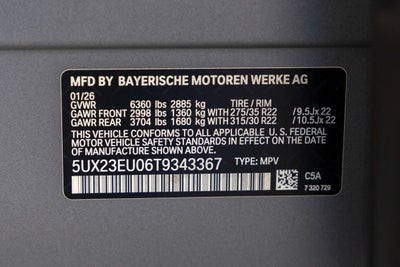 MFD BY BAYERISCHE MOTOREN WERKE AG
01/26
GVWR 6360 lbs 2885 kg TIRE / RIM
GAWR FRONT 2998 lbs 1360 kg 275/35 R22 / 9.5Jx 22
GAWR REAR 3704 lbs 1680 kg 315/30 R22 / 10.5Jx 22
THIS VEHICLE CONFORMS TO ALL APPLICABLE U.S. FEDERAL
MOTOR VEHICLE SAFETY STANDARDS IN EFFECT ON THE DATE
OF MANUFACTURE SHOWN ABOVE.
5UX23EU06T9343367 TYPE: MPV
C5A
7 320 729